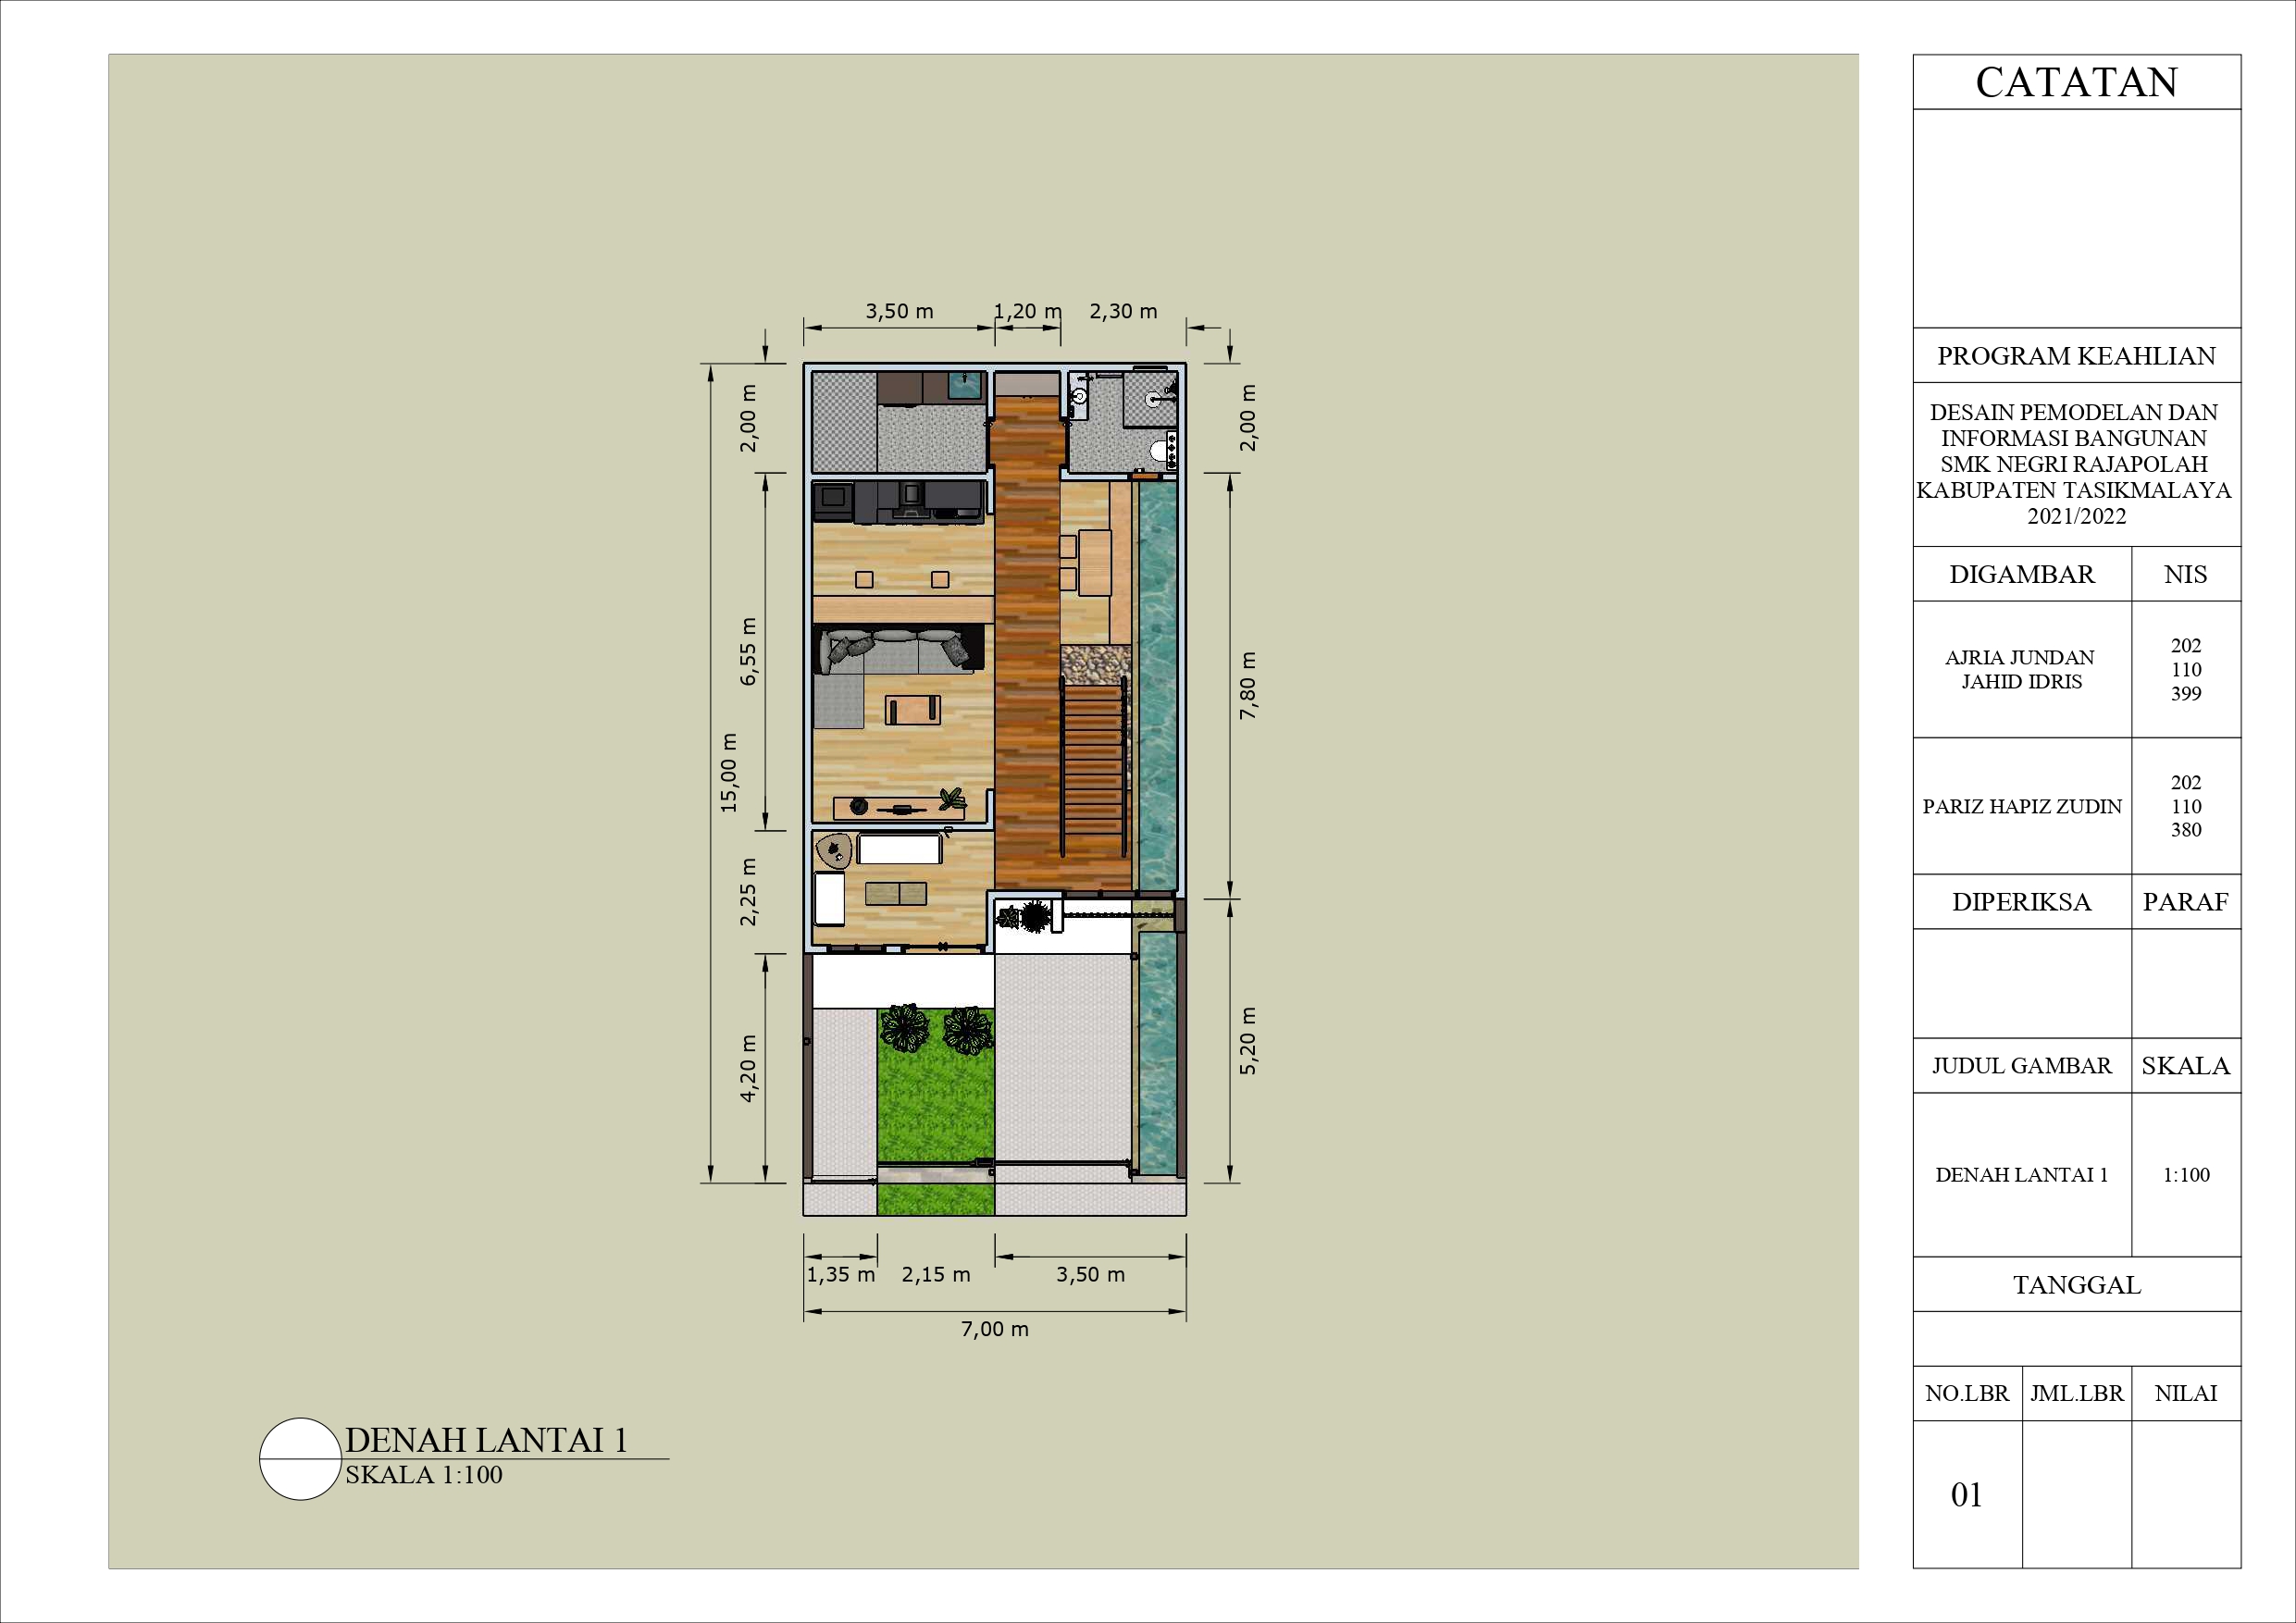 3,50 m
1,20 m
2,30 m
2,00 m
6,55 m
15,00 m
2,25 m
4,20 m
2,00 m
7,80 m
5,20 m
1,35 m
2,15 m
3,50 m
7,00 m
DENAH LANTAI 1
SKALA 1:100
CATATAN
PROGRAM KEAHLIAN
DESAIN PEMODELAN DAN
INFORMASI BANGUNAN
SMK NEGRI RAJAPOLAH
KABUPATEN TASIKMALAYA
2021/2022
DIGAMBAR
NIS
AJRIA JUNDAN
JAHID IDRIS
202
110
399
PARIZ HAPIZ ZUDIN
202
110
380
DIPERIKSA
PARAF
JUDUL GAMBAR
SKALA
DENAH LANTAI 1
1:100
TANGGAL
NO.LBR
JML.LBR
NILAI
01